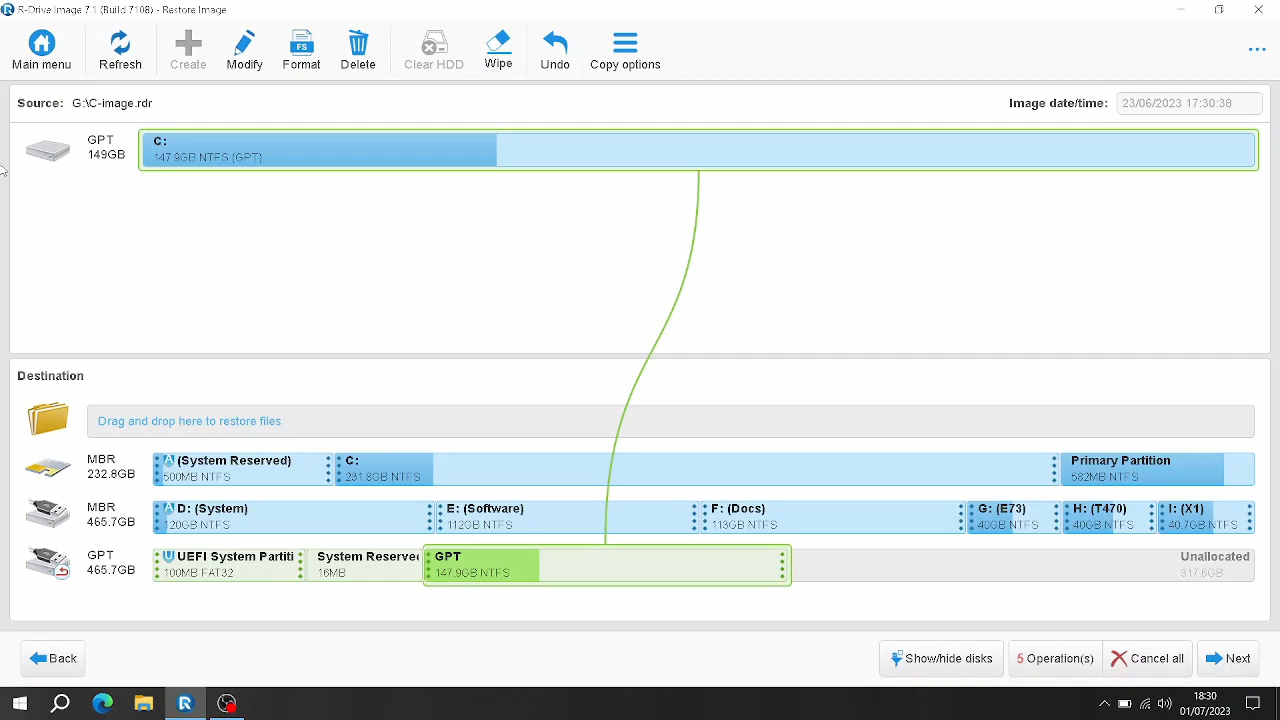 R-Drive Image 7.1 (Build 7108) - Restore Image
Main menu
Refresh
Create
Modify
Format
Delete
Clear HDD
Wipe
Undo
Copy options
Source: G:\C-image.rdr
Image date/time: 23/06/2023 17:30:38
GPT
149GB
C:
147.9GB NTFS (GPT)
Destination
Drag and drop here to restore files
MBR
232.8GB
(System Reserved)
500MB NTFS
C:
231.8GB NTFS
Primary Partition
582MB NTFS
MBR
465.7GB
D: (System)
120GB NTFS
E: (Software)
112GB NTFS
F: (Docs)
113GB NTFS
G: (E73)
40GB NTFS
H: (T470)
40GB NTFS
I: (X1)
40.7GB NTFS
GPT
465.7GB
UEFI System Partiti
100MB FAT32
System Reserve
16MB
GPT
147.9GB NTFS
Unallocated
317.6GB
Back
Show/hide disks
5 Operation(s)
Cancel all
Next
18:30
01/07/2023